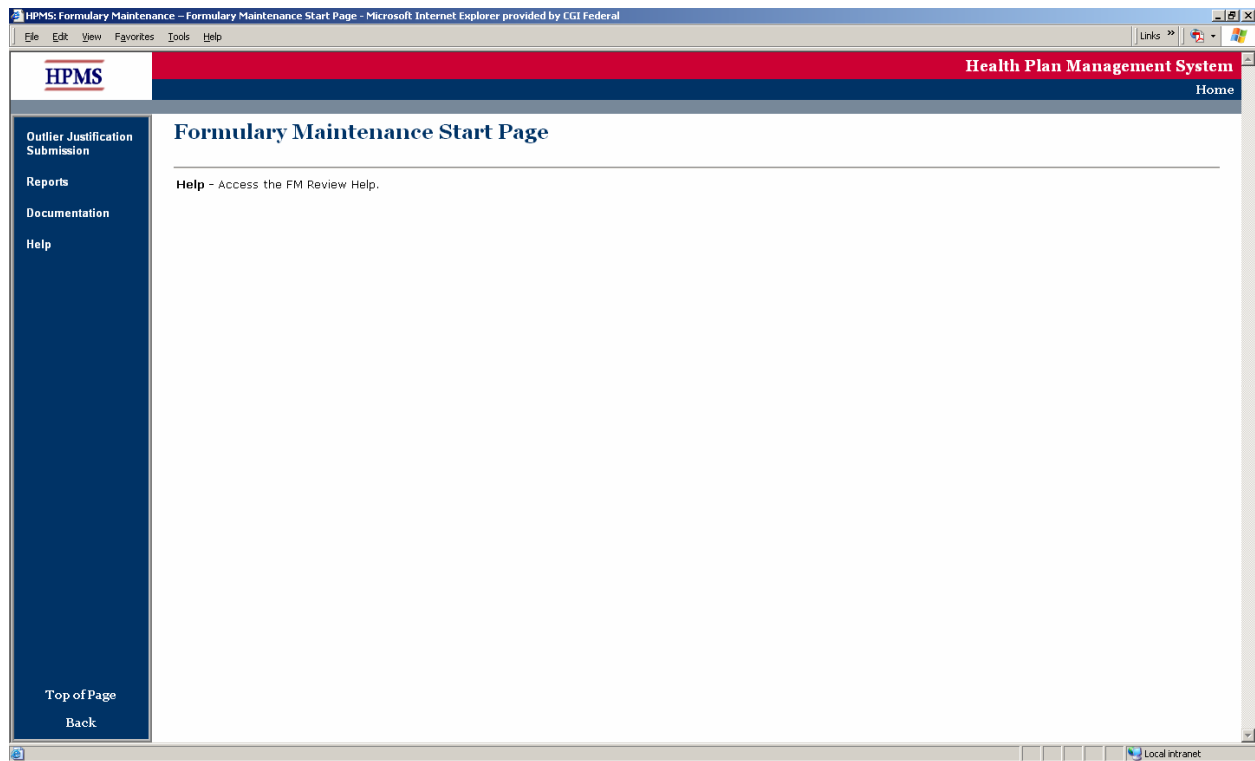 HPMS: Formulary Maintenance – Formulary Maintenance Start Page - Microsoft Internet Explorer provided by CGI Federal
File Edit View Favorites Tools Help
Links »
HPMS
Health Plan Management System
Home
Outlier Justification
Submission
Reports
Documentation
Help
Formulary Maintenance Start Page
Help - Access the FM Review Help.
Top of Page
Back
Local intranet